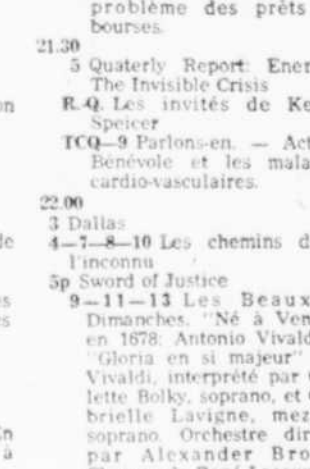 problème des prêts
bourses.
21.30
5 Quaterly Report: Ener
The Invisible Crisis
on
R.Q. Les invités de Ke
Speicer
TCQ—9 Parlons-en. — Act
Bénévole et les mala
cardio-vasculaires.
22.00
3 Dallas
de
4—7—8—10 Les chemins d
l'inconnu
5p Sword of Justice
9—11—13 Les Beaux
Dimanches. "Né à Ven
en 1678: Antonio Vivald
"Gloria en si majeur"
Vivaldi, interprété par
lette Bolky, soprano, et
brielle Lavigne, mez
soprano. Orchestre dir
à
par Alexander Bro